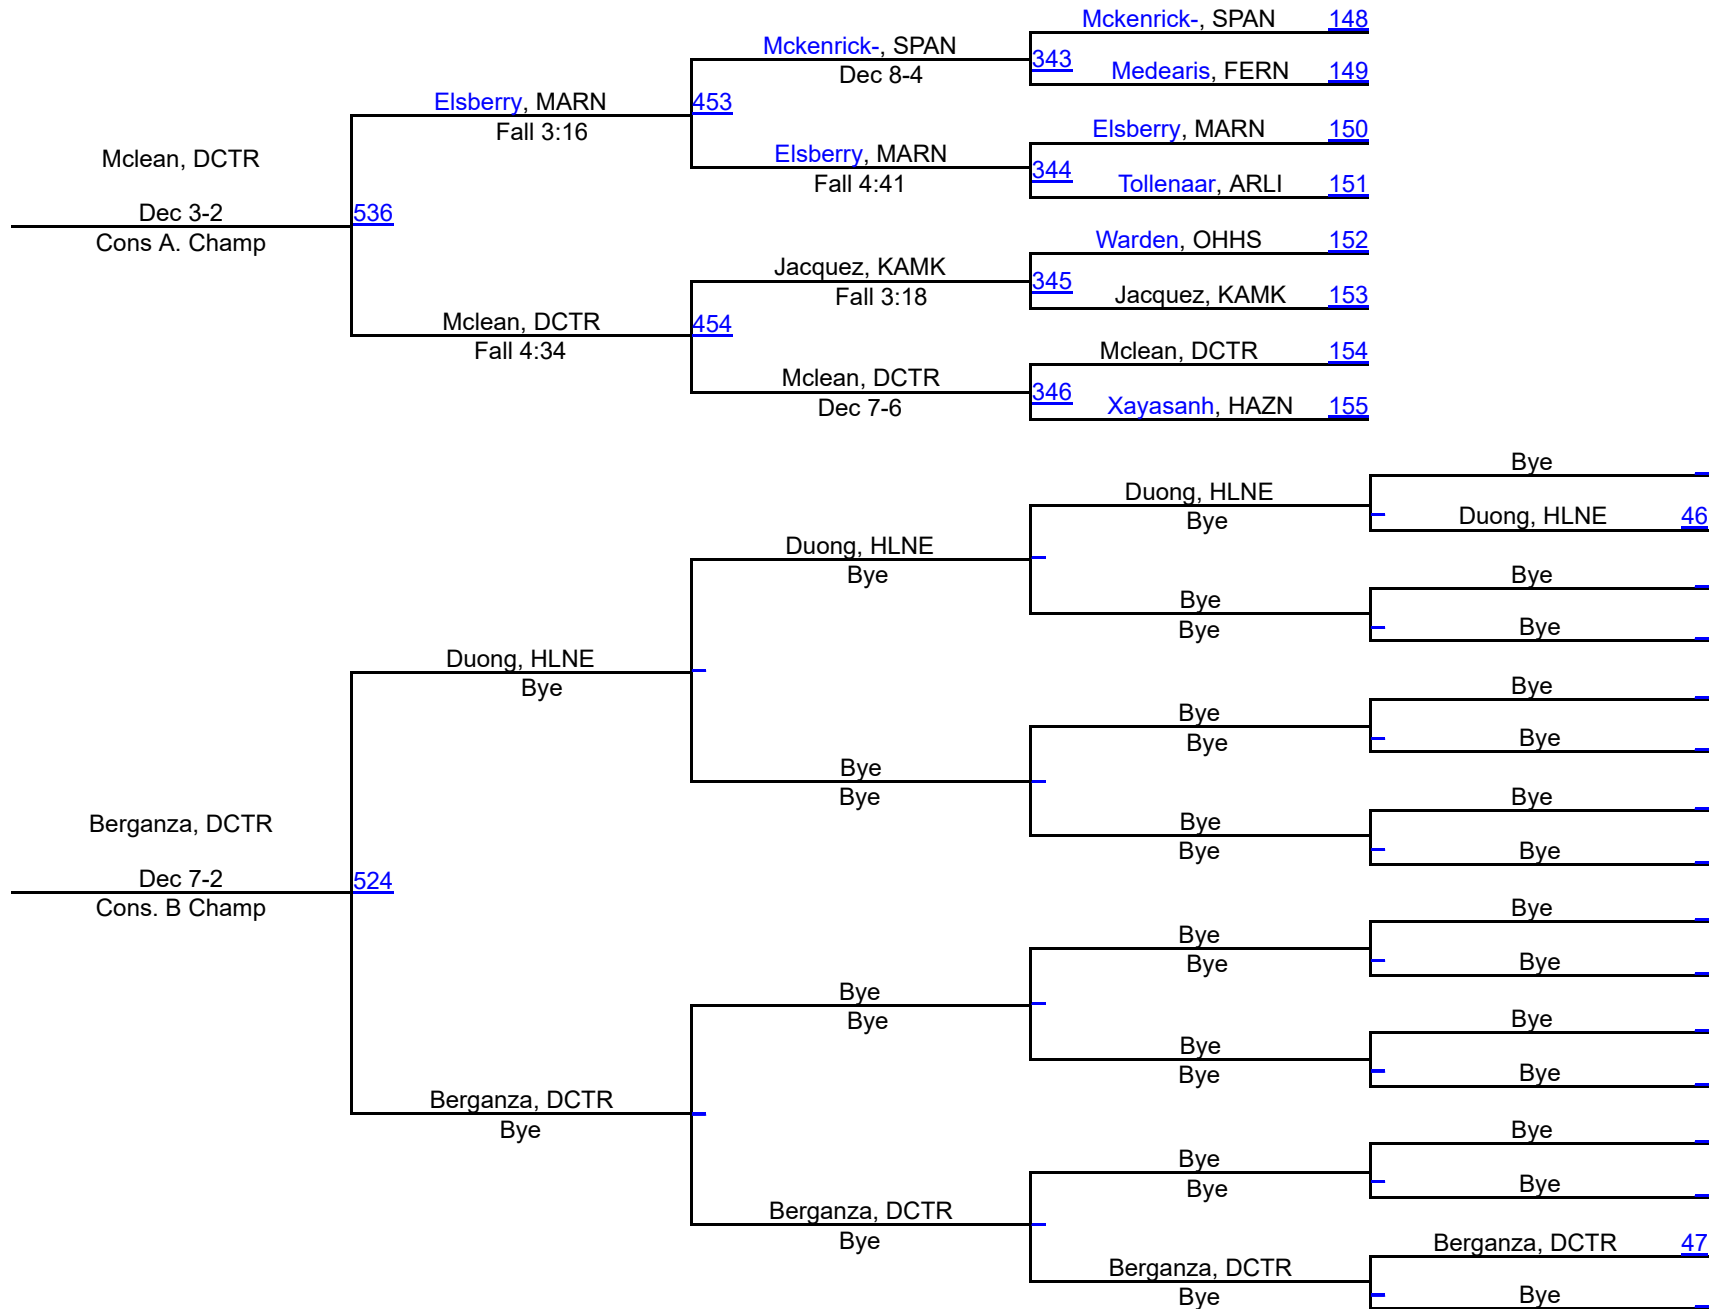 Mckenrick-, SPAN 148
Mckenrick-, SPAN
343
Dec 8-4
Medearis, FERN 149
Elsberry, MARN
453
Fall 3:16
Elsberry, MARN 150
Elsberry, MARN
344
Fall 4:41
Tollenaar, ARLI 151
Mclean, DCTR
Dec 3-2
536
Cons A. Champ
Warden, OHHS 152
Jacquez, KAMK
345
Fall 3:18
Jacquez, KAMK 153
Mclean, DCTR
454
Fall 4:34
Mclean, DCTR 154
Mclean, DCTR
346
Dec 7-6
Xayasanh, HAZN 155
Bye
Duong, HLNE
Bye
Duong, HLNE 46
Duong, HLNE
Bye
Bye
Bye
Bye
Bye
Duong, HLNE
Bye
Bye
Bye
Bye
Bye
Bye
Bye
Bye
Bye
Bye
Bye
Berganza, DCTR
Dec 7-2
524
Cons. B Champ
Bye
Bye
Bye
Bye
Bye
Bye
Bye
Bye
Bye
Bye
Berganza, DCTR
Bye
Bye
Bye
Bye
Bye
Berganza, DCTR
Bye
Berganza, DCTR 47
Berganza, DCTR
Bye
Bye